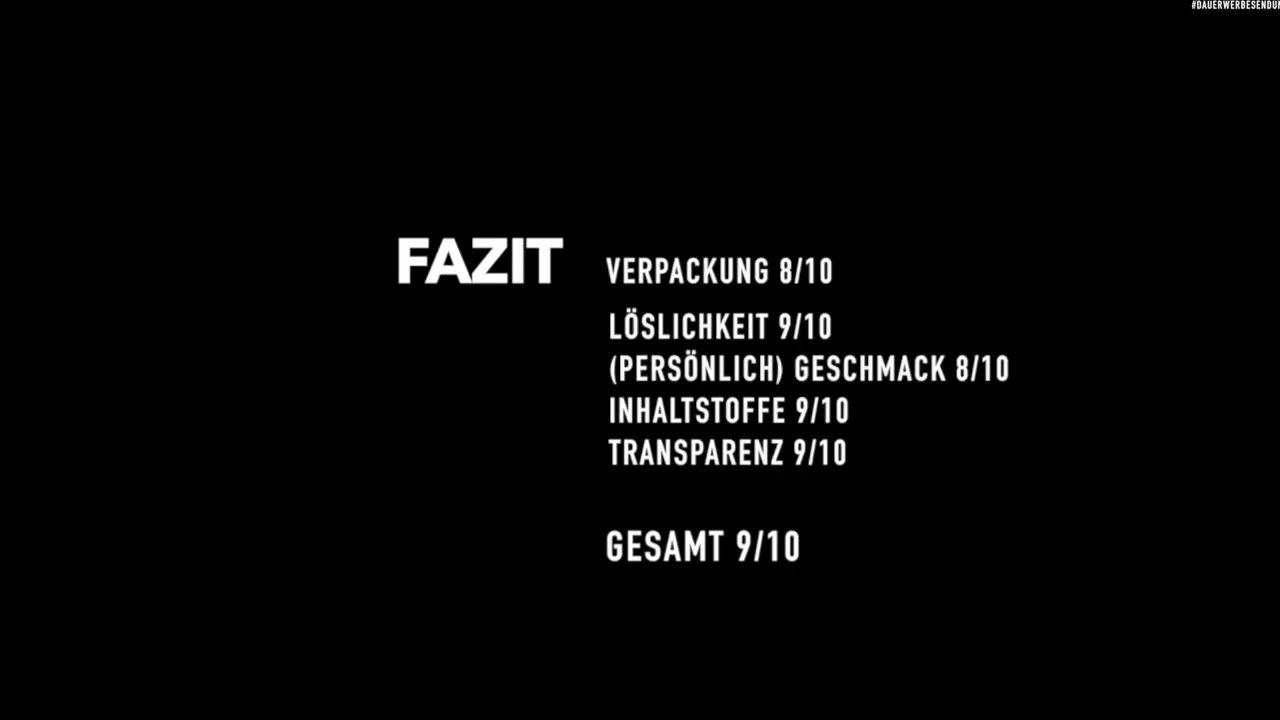 #DAUERWERBESENDUN
FAZIT
VERPACKUNG 8/10
LÖSLICHKEIT 9/10
(PERSÖNLICH) GESCHMACK 8/10
INHALTSTOFFE 9/10
TRANSPARENZ 9/10
GESAMT 9/10